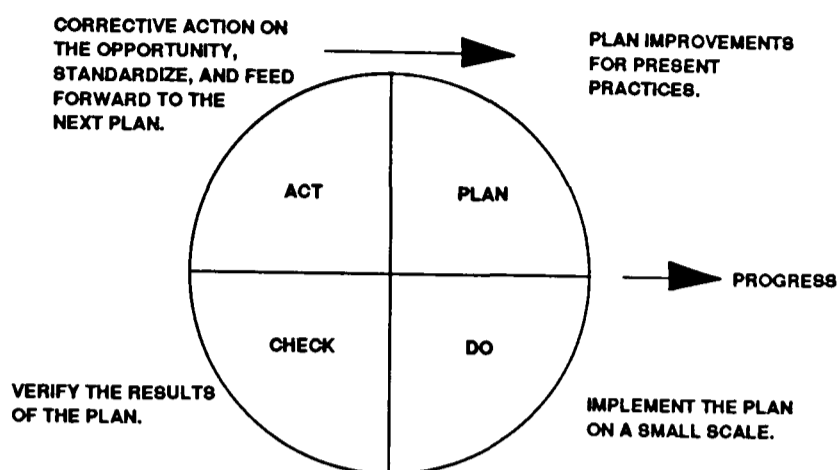 CORRECTIVE ACTION ON
THE OPPORTUNITY,
STANDARDIZE, AND FEED
FORWARD TO THE
NEXT PLAN.
PLAN IMPROVEMENTS
FOR PRESENT
PRACTICES.
ACT
PLAN
PROGRESS
CHECK
DO
VERIFY THE RESULTS
OF THE PLAN.
IMPLEMENT THE PLAN
ON A SMALL SCALE.